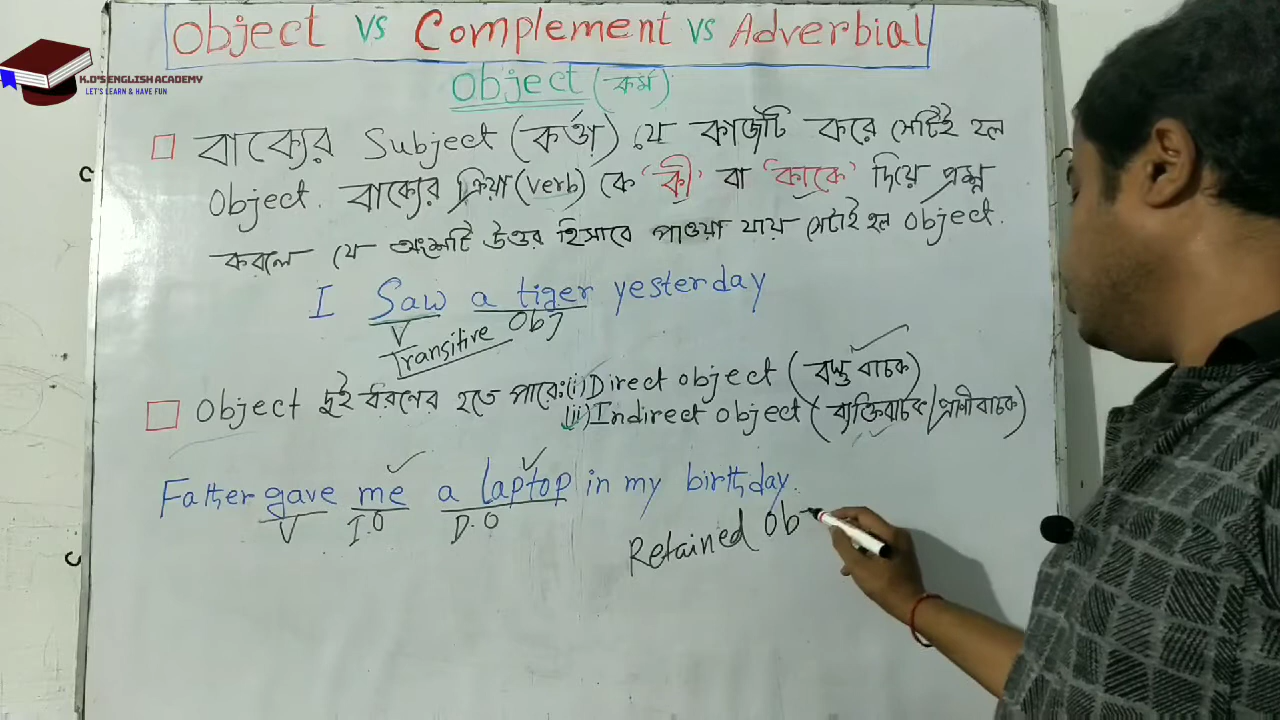 Object vs Complement vs Adverbial
K.D'S ENGLISH ACADEMY
LET'S LEARN & HAVE FUN
Object (কর্ম)
বাক্যের Subject (কর্ত্তা) যে কাজটি করে সেটিই হল
Object. বাক্যের ক্রিয়া (verb) কে 'কী' বা 'কাকে' দিয়ে প্রশ্ন
করলে যে অংশটি উত্তর হিসাবে পাওয়া যায় সেটাই হল Object.
I Saw a tiger yesterday
V Obj
Transitive
Object দুই ধরণের হতে পারে: (i) Direct object (বস্তু বাচক)
(ii) Indirect object (ব্যক্তিবাচক/প্রাণীবাচক)
Father gave me a laptop in my birthday.
V I.O D.O
Retained Ob